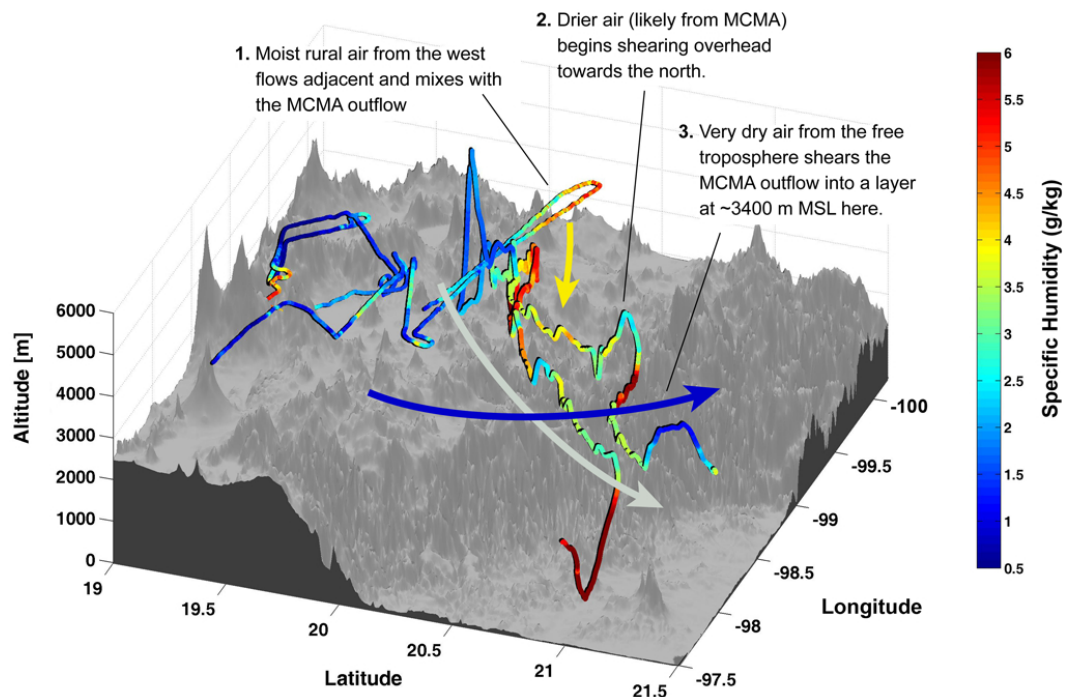 2. Drier air (likely from MCMA)
begins shearing overhead
towards the north.
1. Moist rural air from the west
flows adjacent and mixes with
the MCMA outflow
3. Very dry air from the free
troposphere shears the
MCMA outflow into a layer
at ~3400 m MSL here.
Altitude [m]
6000
5000
4000
3000
2000
1000
0
19
19.5
20
20.5
21
21.5
Latitude
-100
-99.5
-99
-98.5
-98
-97.5
Longitude
6
5.5
5
4.5
4
3.5
3
2.5
2
1.5
1
0.5
Specific Humidity (g/kg)